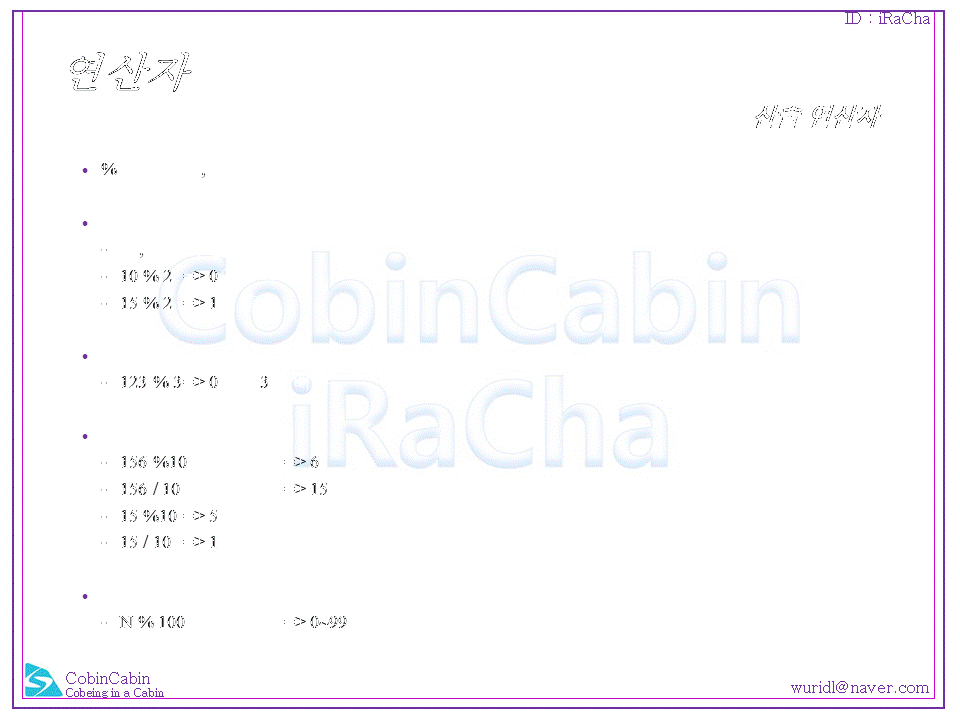 ID : iRaCha
연산자
산술 연산자
• % ,
•
– ,
– 10 % 2 => 0
– 15 % 2 => 1
•
– 123 % 3 => 0 3
CobinCabin
iRaCha
•
– 156 %10 => 6
– 156 / 10 => 15
– 15 %10 => 5
– 15 / 10 => 1
•
– N % 100 => 0~99
CobinCabin
Cobeing in a Cabin
wuridl@naver.com